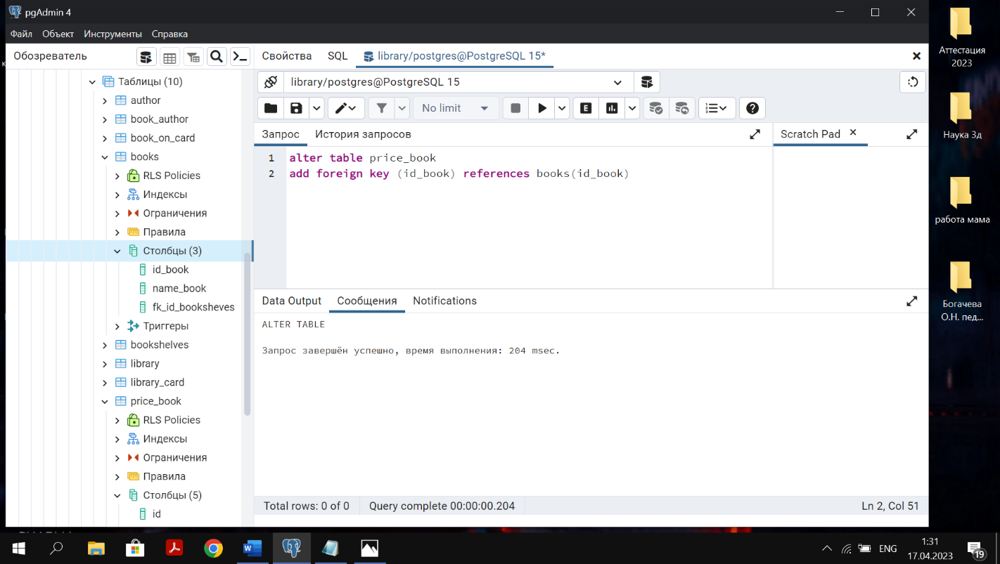 pgAdmin 4
Файл Объект Инструменты Справка
Обозреватель
Свойства SQL library/postgres@PostgreSQL 15*
library/postgres@PostgreSQL 15
No limit
E
Запрос История запросов
Scratch Pad
1 alter table price_book
2 add foreign key (id_book) references books(id_book)
Таблицы (10)
author
book_author
book_on_card
books
RLS Policies
Индексы
Ограничения
Правила
Столбцы (3)
id_book
name_book
fk_id_booksheves
Триггеры
bookshelves
library
library_card
price_book
RLS Policies
Индексы
Ограничения
Правила
Столбцы (5)
id
Data Output Сообщения Notifications
ALTER TABLE
Запрос завершён успешно, время выполнения: 204 msec.
Total rows: 0 of 0 Query complete 00:00:00.204 Ln 2, Col 51
Аттестация
2023
Наука 3д
работа мама
Богачева
О.Н. пед...
ENG
1:31
17.04.2023
19